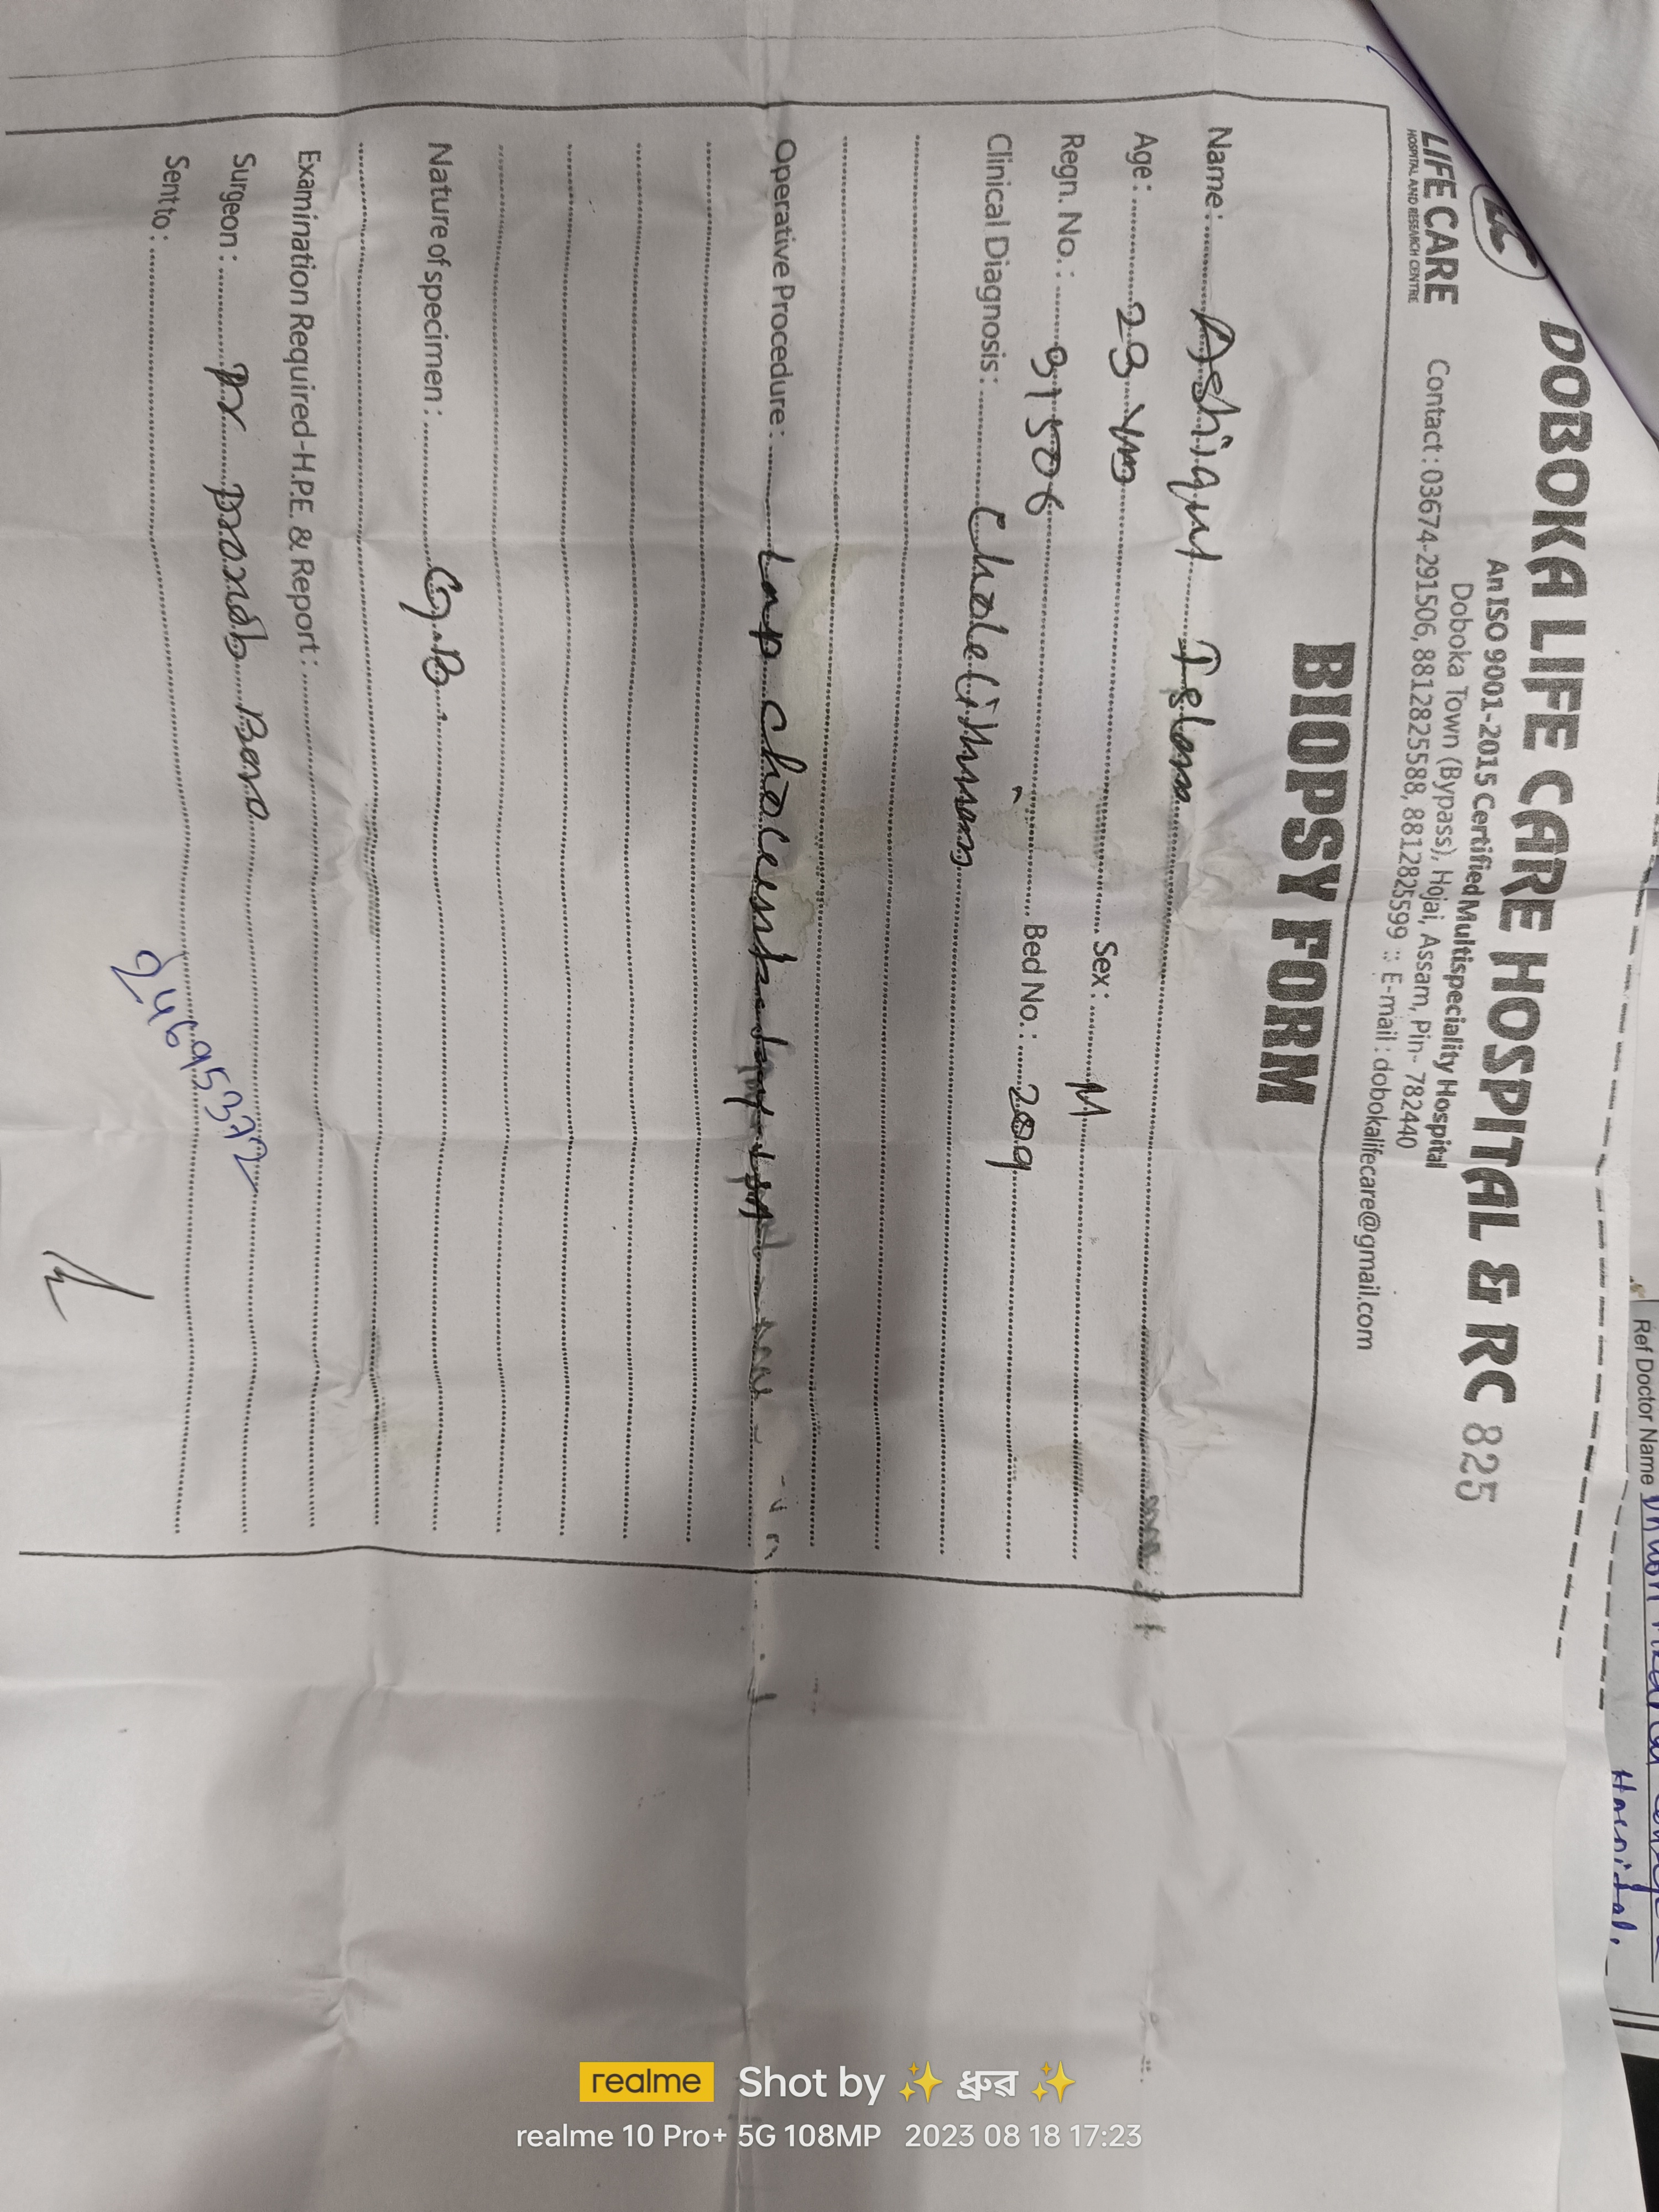 DOBOKA LIFE CARE HOSPITAL & RC 825
An ISO 9001-2015 Certified Multispeciality Hospital
Doboka Town (Bypass), Hojai, Assam, Pin- 782440
LIFE CARE
HOSPITAL AND RESEARCH CENTRE
Contact : 03674-291506, 8812825588, 8812825599 :: E-mail : dobokalifecare@gmail.com
BIOPSY FORM
Name: Ashiqul Islam
Age : 23 Yrs Sex : M
Regn. No. : 31506 Bed No. : 209
Clinical Diagnosis :
Operative Procedure : Lap
Nature of specimen : G.B.
Examination Required-H.P.E. & Report :
Surgeon : Dr Boro
Sent to :
Ref Doctor Name
Hospital.
realme Shot by ✨ ধ্ৰুৱ ✨
realme 10 Pro+ 5G 108MP 2023 08 18 17:23